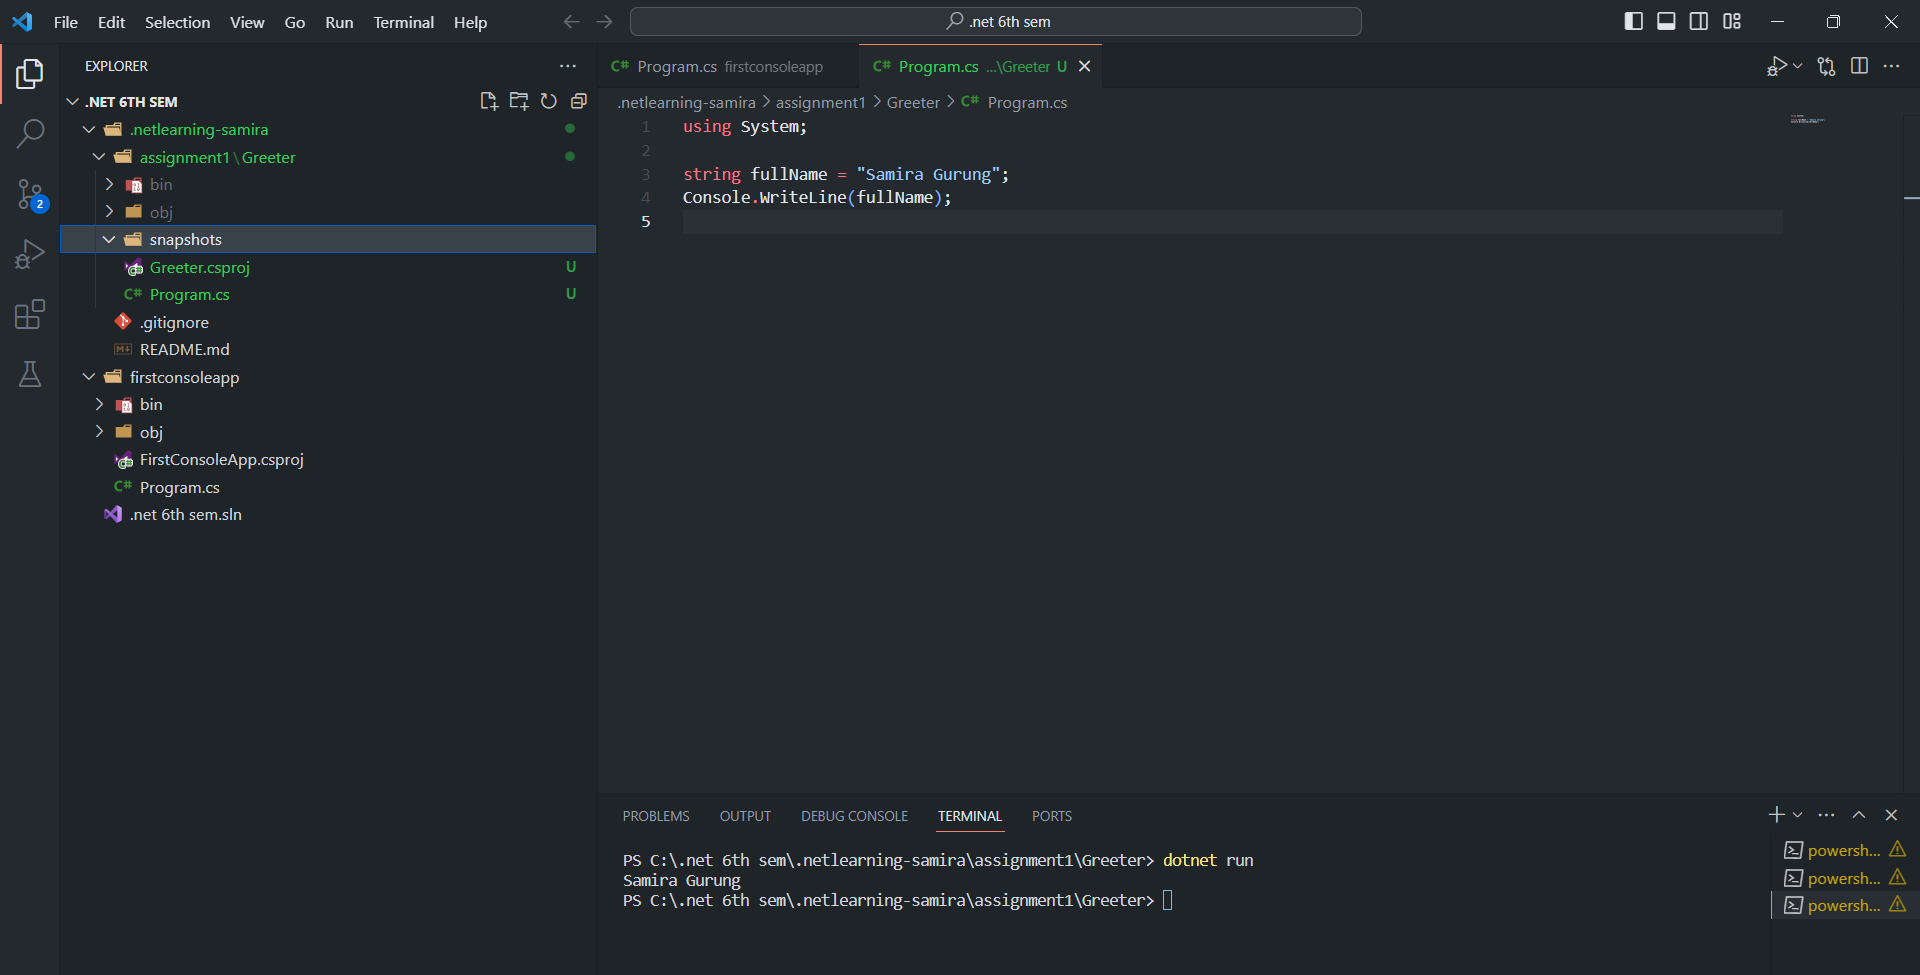 File Edit Selection View Go Run Terminal Help
.net 6th sem
EXPLORER
.NET 6TH SEM
.netlearning-samira
assignment1\Greeter
bin
obj
snapshots
Greeter.csproj U
C# Program.cs U
.gitignore
README.md
firstconsoleapp
bin
obj
FirstConsoleApp.csproj
C# Program.cs
.net 6th sem.sln
2
C# Program.cs firstconsoleapp
C# Program.cs ...\Greeter U
.netlearning-samira > assignment1 > Greeter > C# Program.cs
1 using System;
2
3 string fullName = "Samira Gurung";
4 Console.WriteLine(fullName);
5
PROBLEMS OUTPUT DEBUG CONSOLE TERMINAL PORTS
PS C:\.net 6th sem\.netlearning-samira\assignment1\Greeter> dotnet run
Samira Gurung
PS C:\.net 6th sem\.netlearning-samira\assignment1\Greeter>
powersh...
powersh...
powersh...